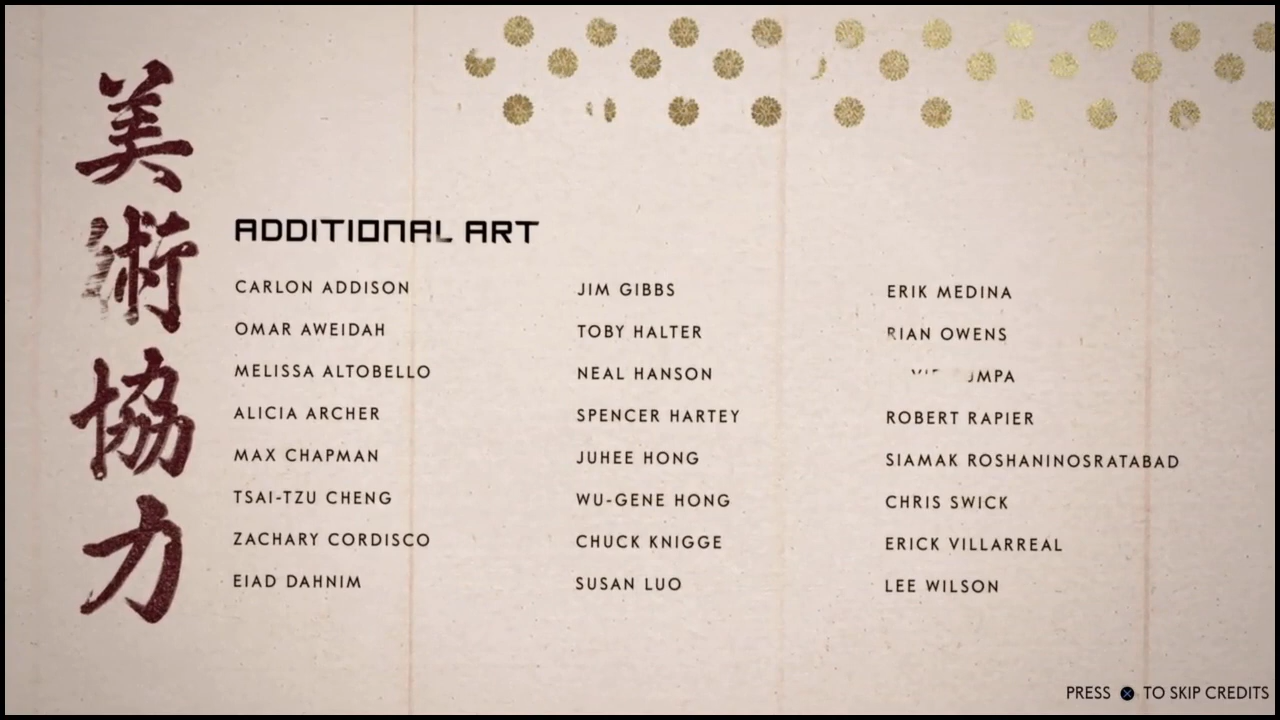 美術協力
ADDITIONAL ART
CARLON ADDISON
OMAR AWEIDAH
MELISSA ALTOBELLO
ALICIA ARCHER
MAX CHAPMAN
TSAI-TZU CHENG
ZACHARY CORDISCO
EIAD DAHNIM
JIM GIBBS
TOBY HALTER
NEAL HANSON
SPENCER HARTEY
JUHEE HONG
WU-GENE HONG
CHUCK KNIGGE
SUSAN LUO
ERIK MEDINA
RIAN OWENS
ROBERT RAPIER
SIAMAK ROSHANINOSRATABAD
CHRIS SWICK
ERICK VILLARREAL
LEE WILSON
PRESS TO SKIP CREDITS